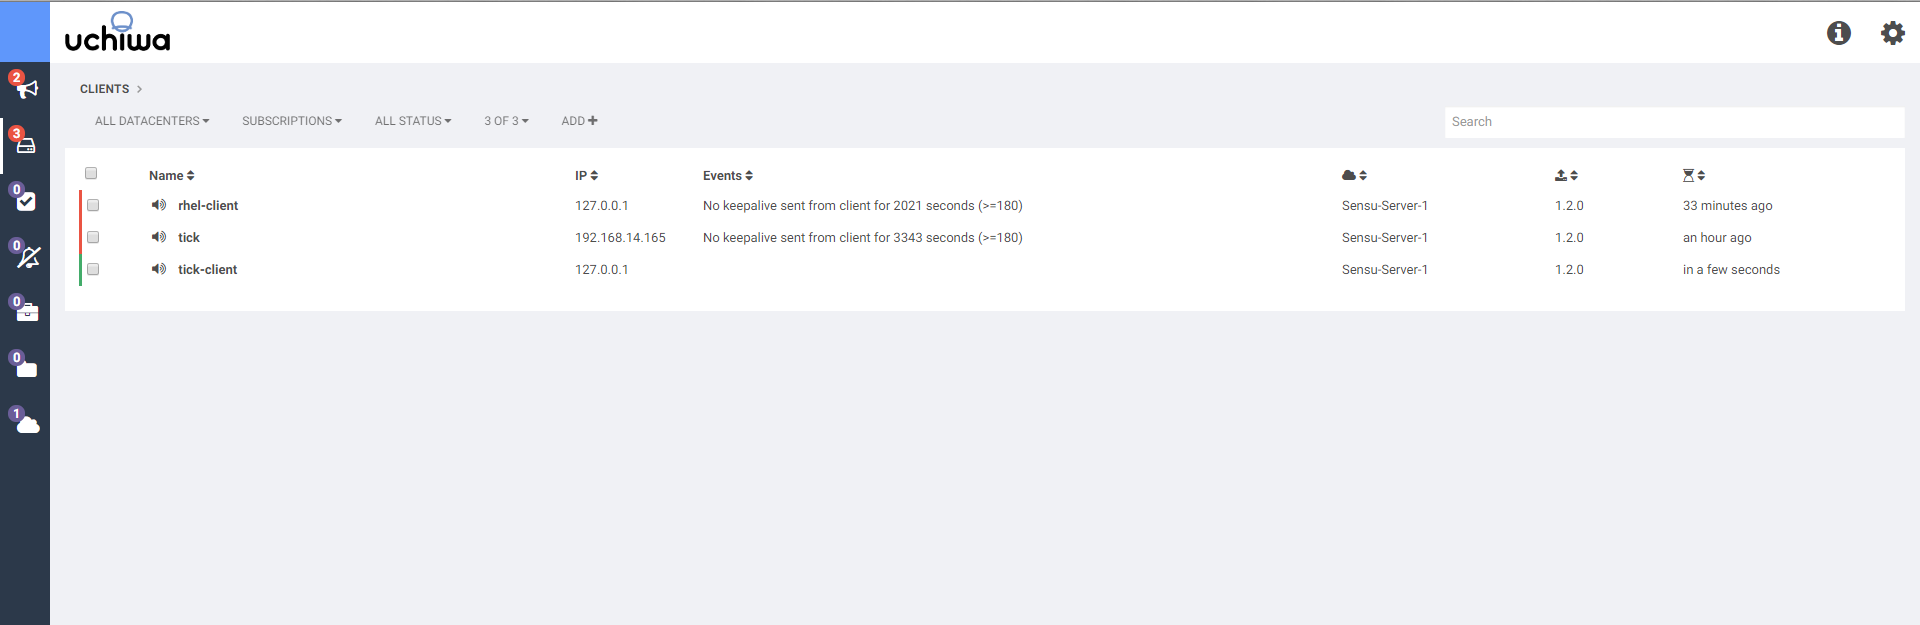 uchiwa
2
3
0
0
0
0
1
CLIENTS
ALL DATACENTERS SUBSCRIPTIONS ALL STATUS 3 OF 3 ADD
Search
Name IP Events
rhel-client 127.0.0.1 No keepalive sent from client for 2021 seconds (>=180) Sensu-Server-1 1.2.0 33 minutes ago
tick 192.168.14.165 No keepalive sent from client for 3343 seconds (>=180) Sensu-Server-1 1.2.0 an hour ago
tick-client 127.0.0.1 Sensu-Server-1 1.2.0 in a few seconds